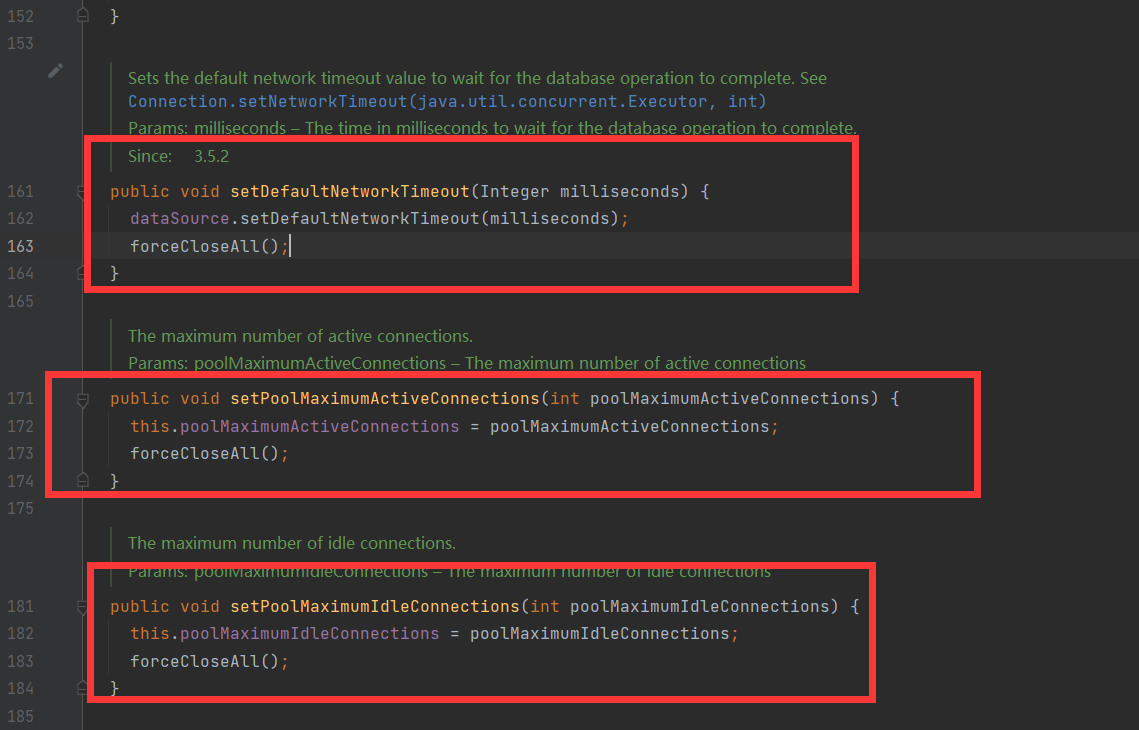 152 }
153
Sets the default network timeout value to wait for the database operation to complete. See
Connection.setNetworkTimeout(java.util.concurrent.Executor, int)
Params: milliseconds – The time in milliseconds to wait for the database operation to complete.
Since: 3.5.2
161 public void setDefaultNetworkTimeout(Integer milliseconds) {
162 dataSource.setDefaultNetworkTimeout(milliseconds);
163 forceCloseAll();
164 }
165
The maximum number of active connections.
Params: poolMaximumActiveConnections – The maximum number of active connections
171 public void setPoolMaximumActiveConnections(int poolMaximumActiveConnections) {
172 this.poolMaximumActiveConnections = poolMaximumActiveConnections;
173 forceCloseAll();
174 }
175
The maximum number of idle connections.
Params: poolMaximumIdleConnections – The maximum number of idle connections
181 public void setPoolMaximumIdleConnections(int poolMaximumIdleConnections) {
182 this.poolMaximumIdleConnections = poolMaximumIdleConnections;
183 forceCloseAll();
184 }
185